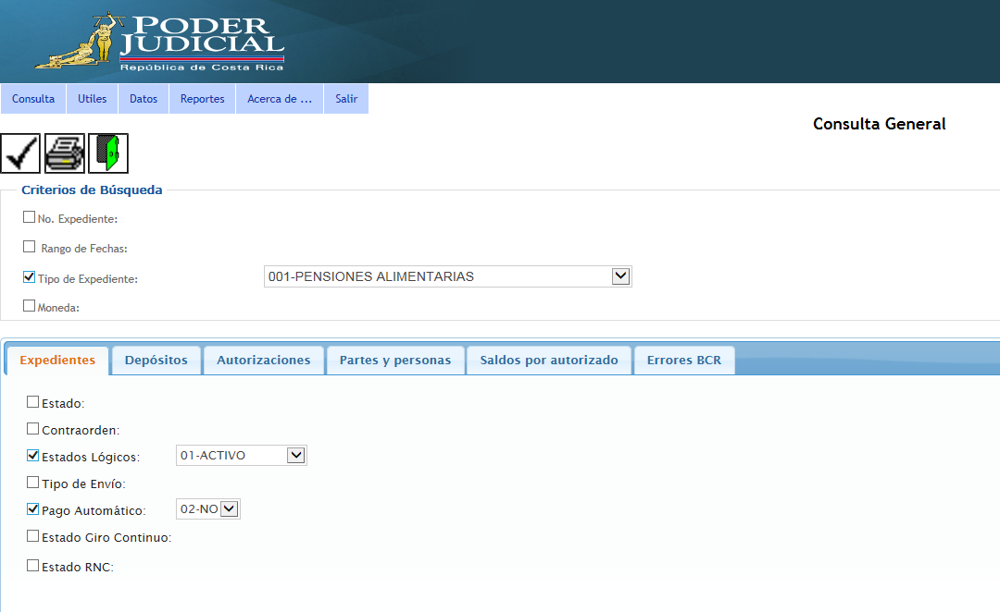 PODER
JUDICIAL
República de Costa Rica
Consulta Utiles Datos Reportes Acerca de ... Salir
Consulta General
Criterios de Búsqueda
No. Expediente:
Rango de Fechas:
Tipo de Expediente: 001-PENSIONES ALIMENTARIAS
Moneda:
Expedientes Depósitos Autorizaciones Partes y personas Saldos por autorizado Errores BCR
Estado:
Contraorden:
Estados Lógicos: 01-ACTIVO
Tipo de Envío:
Pago Automático: 02-NO
Estado Giro Continuo:
Estado RNC: